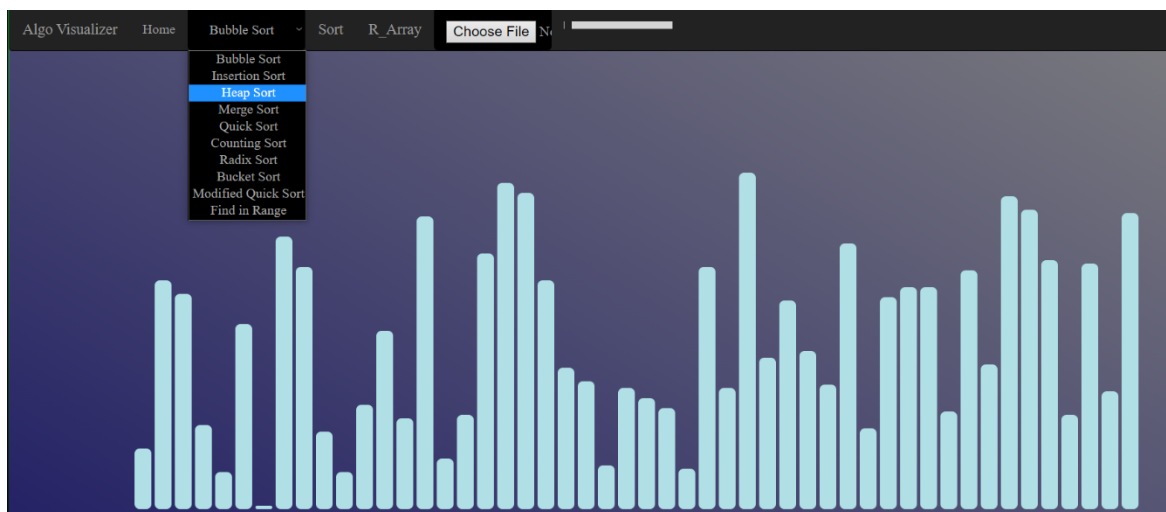 Algo Visualizer Home Bubble Sort Sort R_Array Choose File
Bubble Sort
Insertion Sort
Heap Sort
Merge Sort
Quick Sort
Counting Sort
Radix Sort
Bucket Sort
Modified Quick Sort
Find in Range